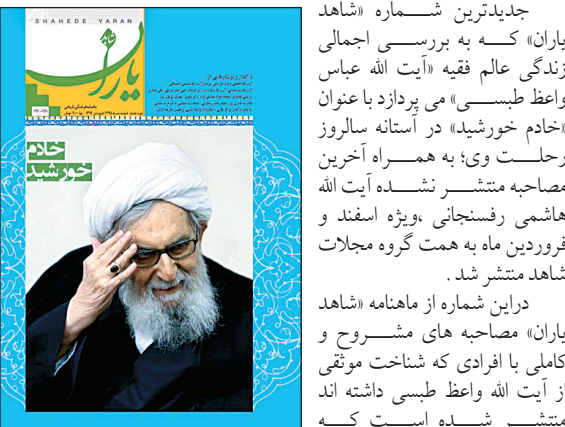 جدیدترین شماره «شاهد
یاران» که به بررسی اجمالی
زندگی عالم فقیه «آیت الله عباس
واعظ طبسی» می پردازد با عنوان
«خادم خورشید» در آستانه سالروز
رحلت وی؛ به همراه آخرین
مصاحبه منتشر نشده آیت الله
هاشمی رفسنجانی ،ویژه اسفند و
فروردین ماه به همت گروه مجلات
شاهد منتشر شد .
دراین شماره از ماهنامه «شاهد
یاران» مصاحبه های مشروح و
کاملی با افرادی که شناخت موثقی
از آیت الله واعظ طبسی داشته اند
منتشر شده است که
SHAHEDE YARAN
شاهد
یاران
خادم
خورشید